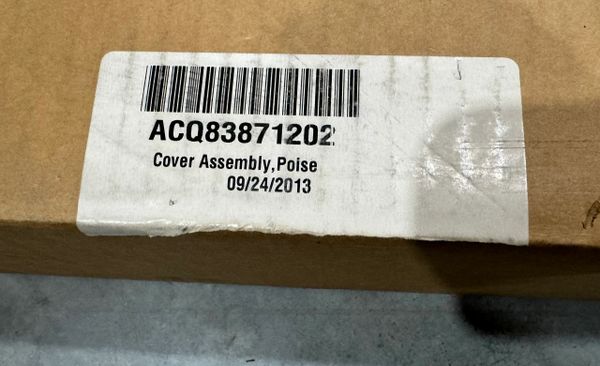 ACQ83871202
Cover Assembly,Poise
09/24/2013